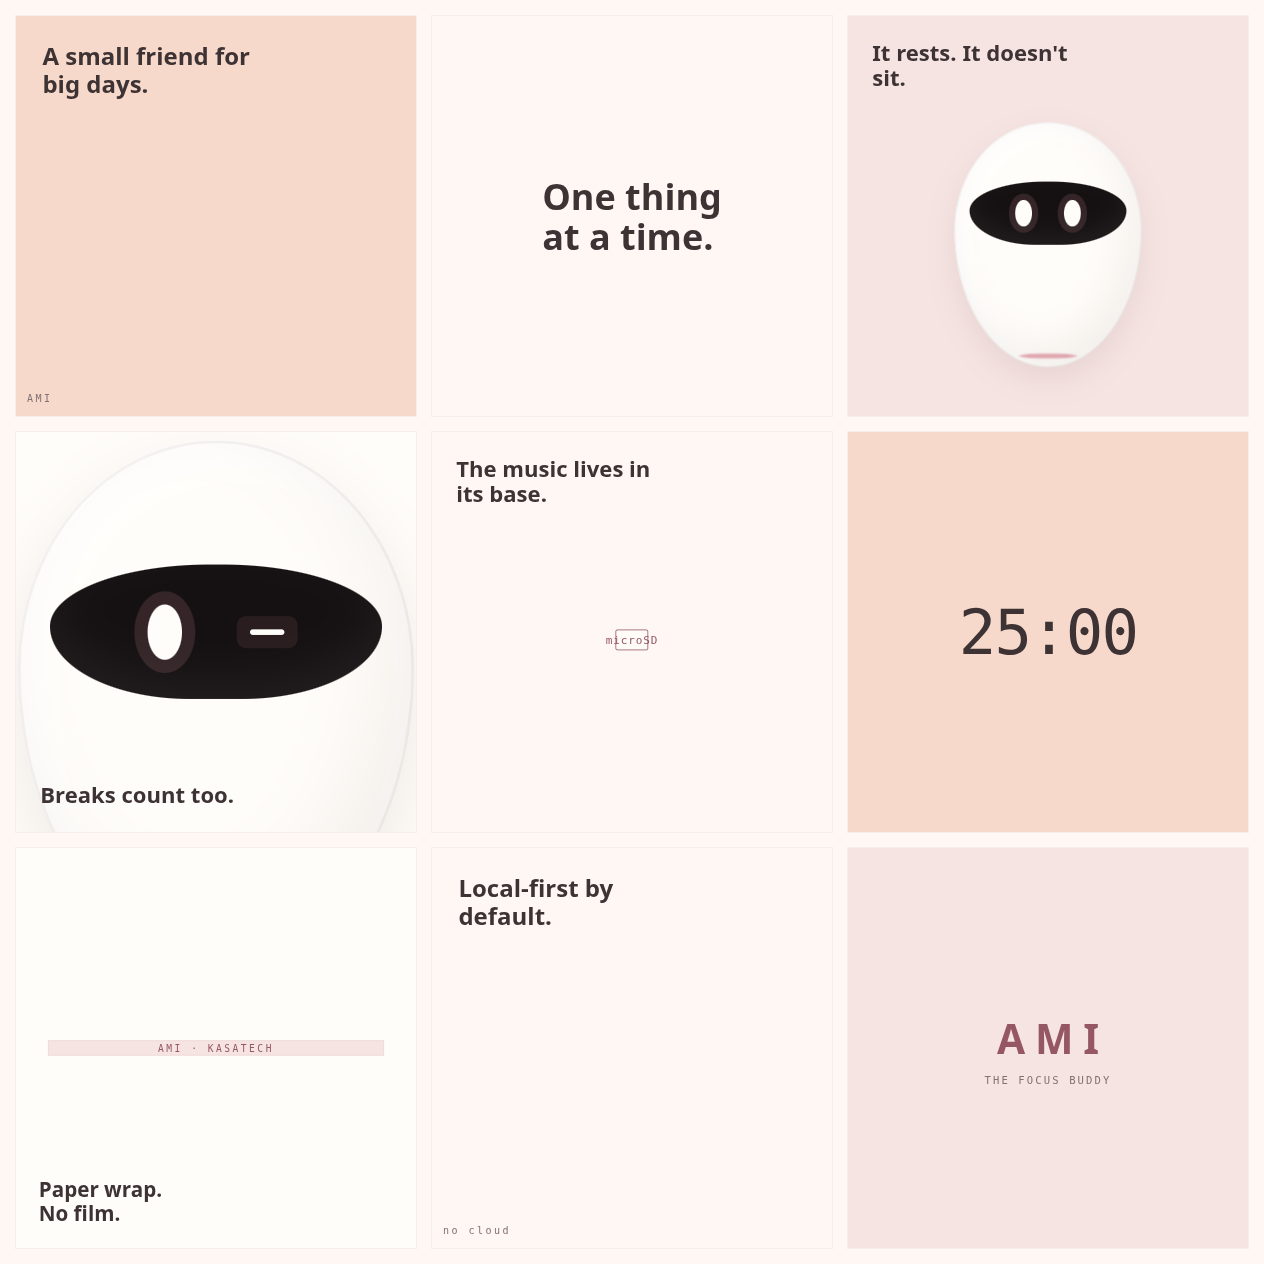 A small friend for
big days.
AMI
One thing
at a time.
It rests. It doesn't
sit.
Breaks count too.
The music lives in
its base.
microSD
25:00
AMI · KASATECH
Paper wrap.
No film.
Local-first by
default.
no cloud
AMI
THE FOCUS BUDDY